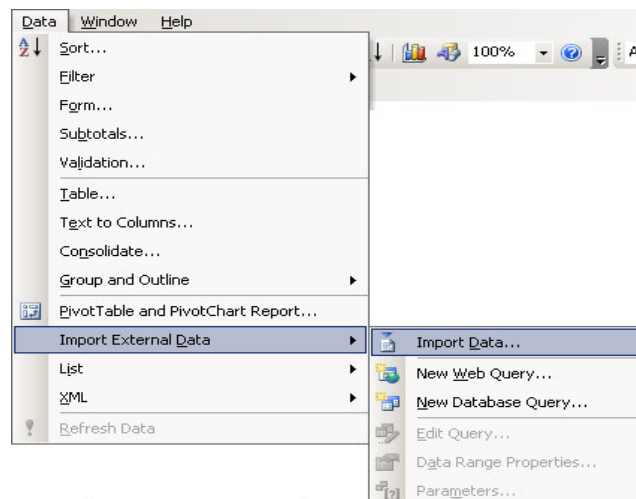 Data Window Help
Sort...
100%
A
Filter
Form...
Subtotals...
Validation...
Table...
Text to Columns...
Consolidate...
Group and Outline
PivotTable and PivotChart Report...
Import External Data
Import Data...
List
New Web Query...
XML
New Database Query...
Refresh Data
Edit Query...
Data Range Properties...
Parameters...